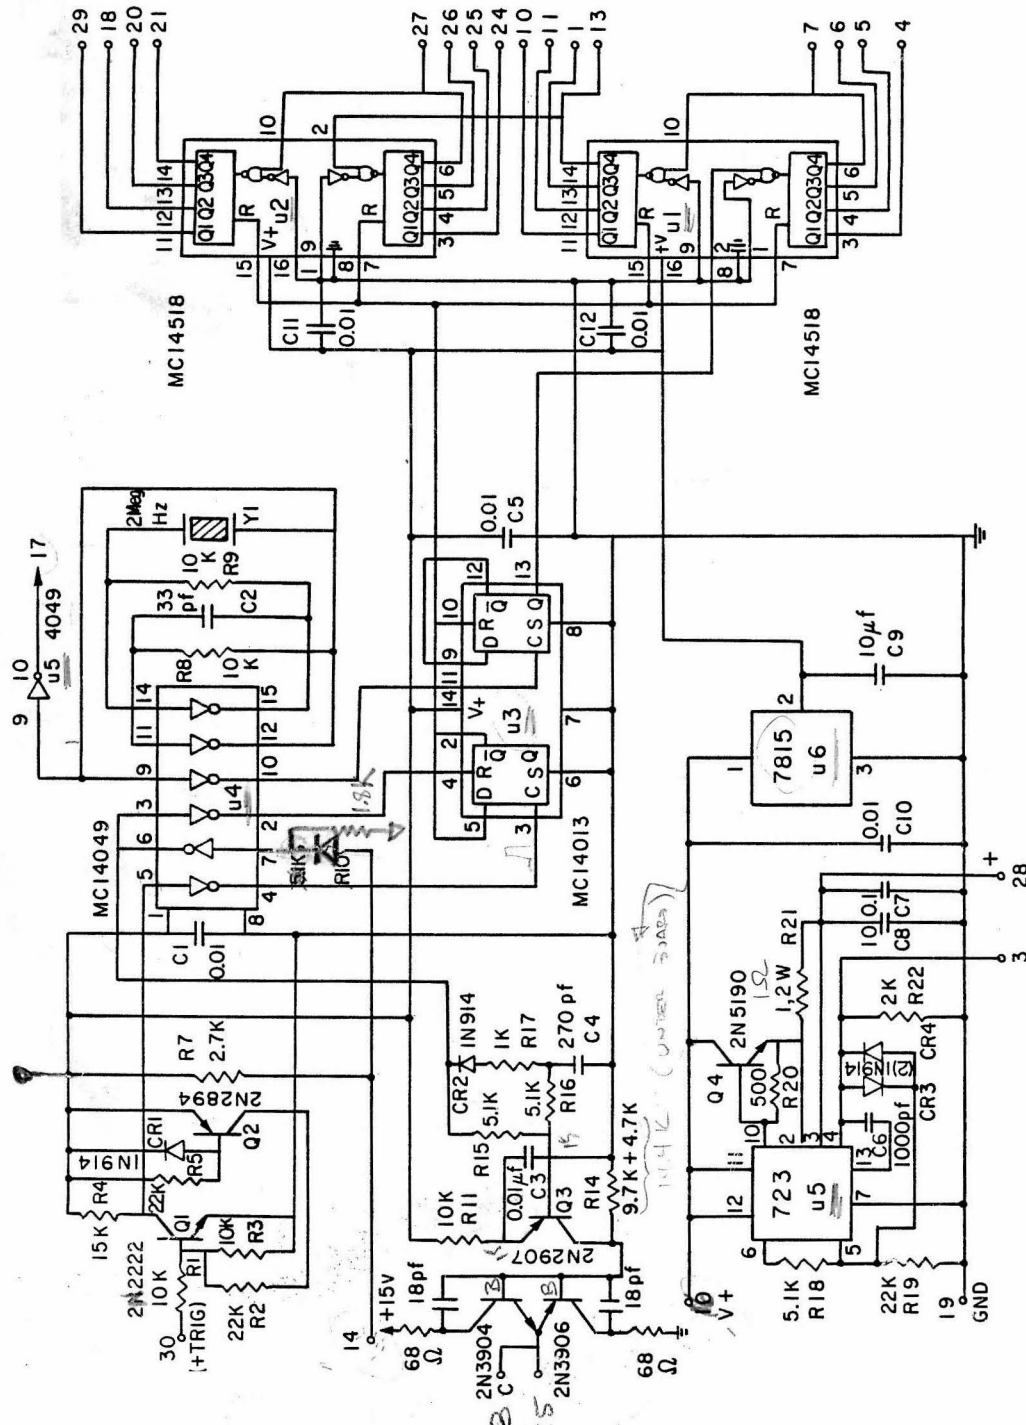 29
18
20
21
27
26
25
24
10
11
1
13
7
6
5
4
MC14518
11 12 13 14
Q1 Q2 Q3 Q4
R
10
2
V+ u2
15
16
1
9
8
7
R
Q1 Q2 Q3 Q4
3 4 5 6
C11
0.01
C12
0.01
MC14518
11 12 13 14
Q1 Q2 Q3 Q4
R
10
+V u1
15
16
9
8
2
1
7
R
Q1 Q2 Q3 Q4
3 4 5 6
17
10
4049
u5
9
2Meg
Hz
Y1
10
K
R9
33
pf
C2
R8
10
K
MC14049
14
11
9
3
6
5
1
15
12
10
2
7
4
8
u4
C1
0.01
5.1K
R10
1.8K
0.01
C5
MC14013
12
10
9
11
13
8
D R Q̅
C S Q
14
V+
u3
7
2
4
5
3
6
D R Q̅
C S Q
R7
2.7K
2N2894
CR1
1N914
Q2
R5
22K
R4
15K
Q1
2N2222
10K
R1
10K
R3
22K
R2
30
(+TRIG)
14
CR2
1N914
1K
R17
270 pf
C4
5.1K
R16
5.1K
R15
0.01µf
C3
10K
R11
Q3
2N2907
R14
9.7K + 4.7K
14.4K (UNDER BOARD)
18pf
+15v
68
Ω
2N3904
B
C
B
2N3906
18pf
68
Ω
7815
u6
1
2
3
10µf
C9
0.01
C10
R21
1,2W
1Ω
2N5190
Q4
500
R20
0.1
C7
10
C8
2K
R22
CR4
(2)1N914
CR3
C6
1000pf
723
u5
10
11
12
2
3
4
13
7
6
5
5.1K
R18
22K
R19
V+
19
GND
28
+
3